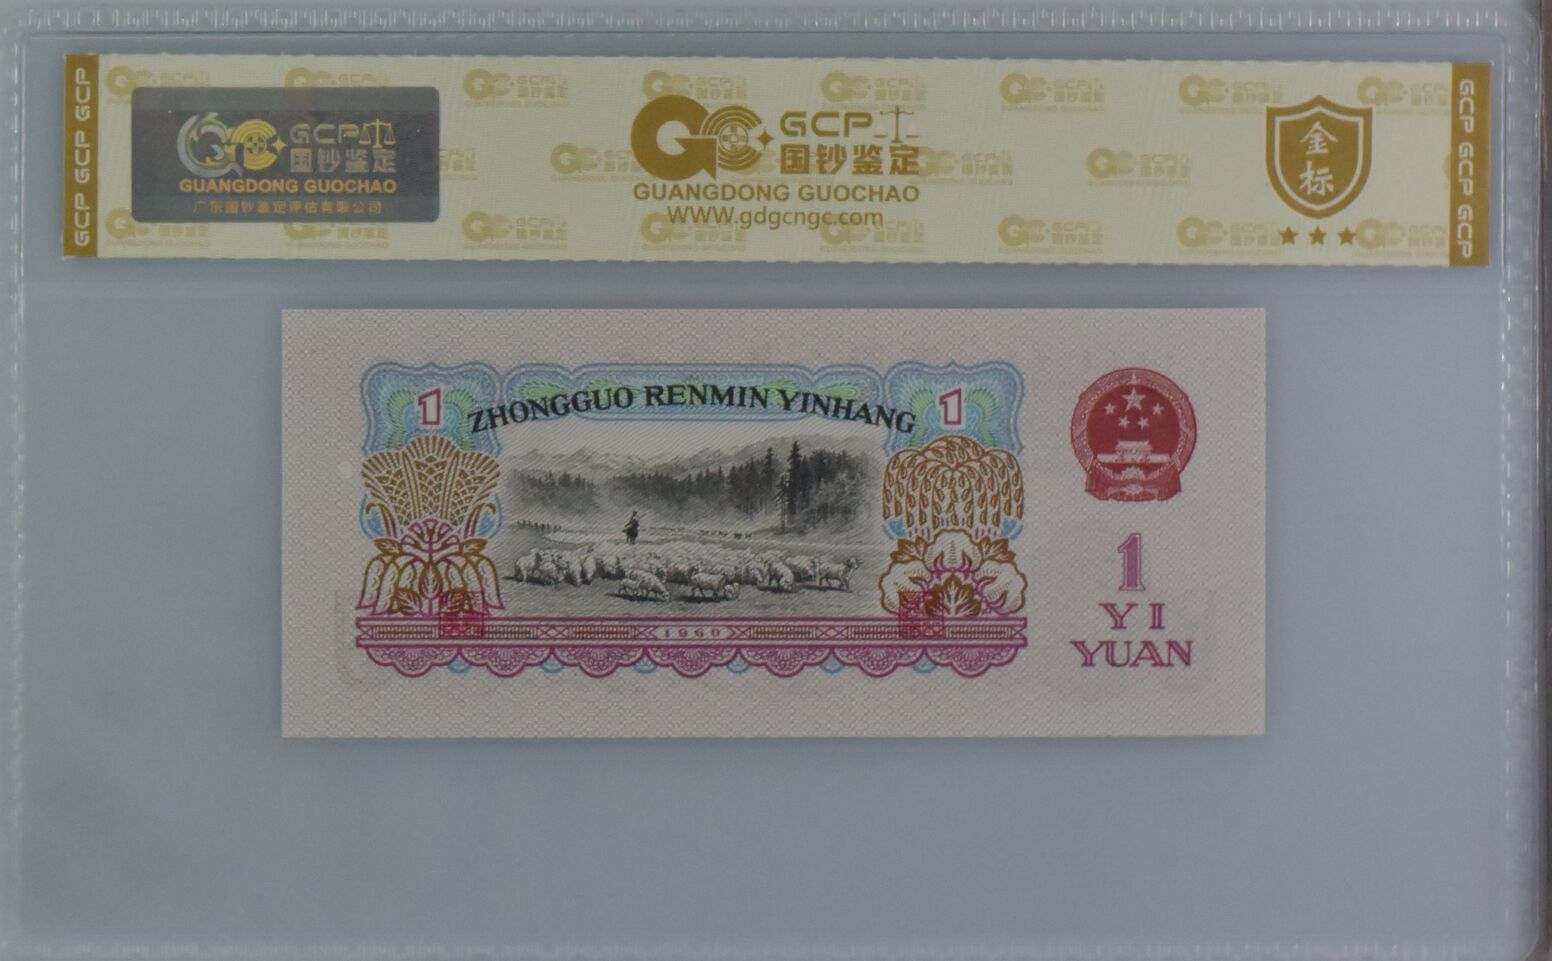 GCP GCP GCP
GCP
国钞鉴定
GUANGDONG GUOCHAO
广东国钞鉴定评估有限公司
GCP
国钞鉴定
GUANGDONG GUOCHAO
WWW.gdgcngc.com
金
标
GCP GCP GCP
1
ZHONGGUO RENMIN YINHANG
1
1960
1
YI
YUAN